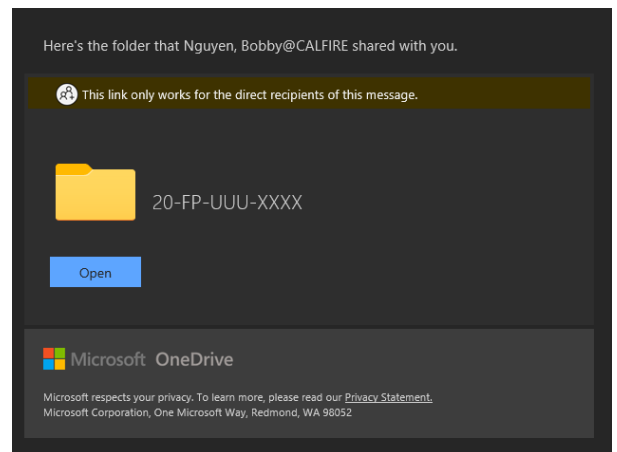 Here's the folder that Nguyen, Bobby@CALFIRE shared with you.
This link only works for the direct recipients of this message.
20-FP-UUU-XXXX
Open
Microsoft OneDrive
Microsoft respects your privacy. To learn more, please read our Privacy Statement.
Microsoft Corporation, One Microsoft Way, Redmond, WA 98052